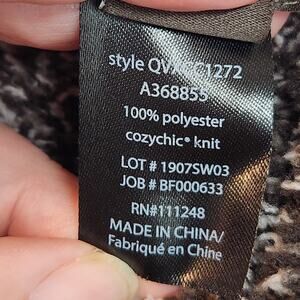 style
A368855
100% polyester
cozychic® knit
LOT # 1907SW03
JOB # BF000633
RN#111248
MADE IN CHINA/
Fabriqué en Chine